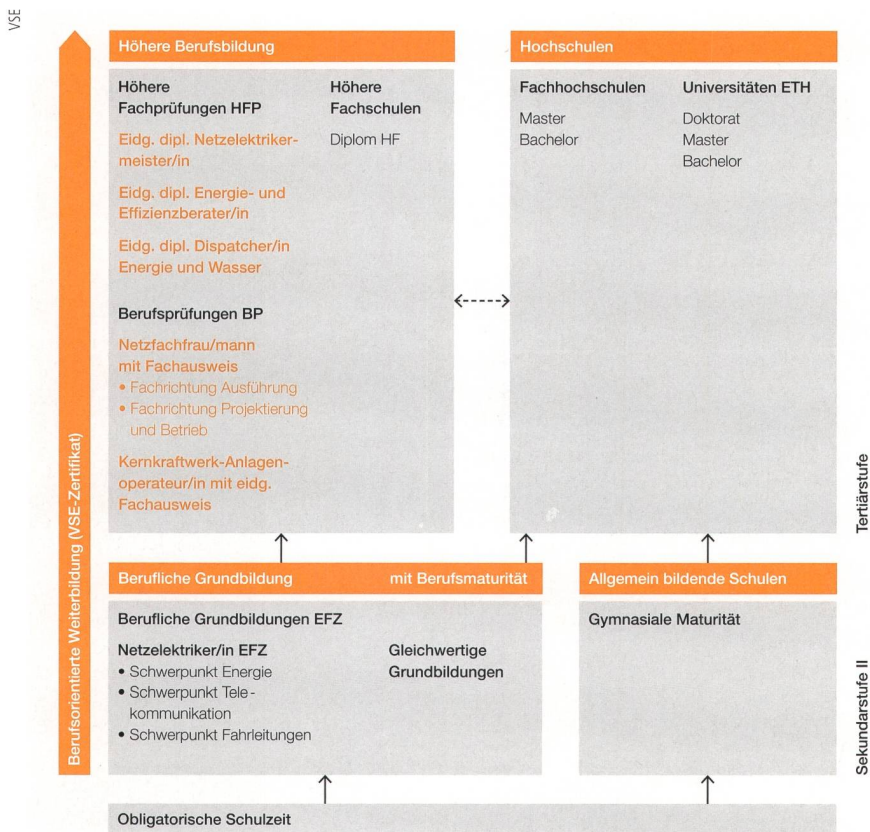 VSE
Berufsorientierte Weiterbildung (VSE-Zertifikat)
Höhere Berufsbildung
Höhere
Fachprüfungen HFP
Eidg. dipl. Netzelektriker-
meister/in
Eidg. dipl. Energie- und
Effizienzberater/in
Eidg. dipl. Dispatcher/in
Energie und Wasser
Berufsprüfungen BP
Netzfachfrau/mann
mit Fachausweis
• Fachrichtung Ausführung
• Fachrichtung Projektierung
und Betrieb
Kernkraftwerk-Anlagen-
operateur/in mit eidg.
Fachausweis
Höhere
Fachschulen
Diplom HF
Hochschulen
Fachhochschulen
Master
Bachelor
Universitäten ETH
Doktorat
Master
Bachelor
Tertiärstufe
Berufliche Grundbildung mit Berufsmaturität
Berufliche Grundbildungen EFZ
Netzelektriker/in EFZ
• Schwerpunkt Energie
• Schwerpunkt Tele-
kommunikation
• Schwerpunkt Fahrleitungen
Gleichwertige
Grundbildungen
Allgemein bildende Schulen
Gymnasiale Maturität
Sekundarstufe II
Obligatorische Schulzeit